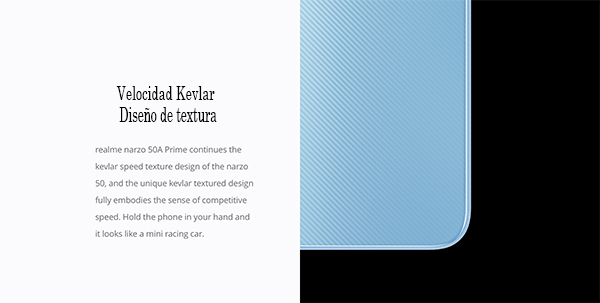 Velocidad Kevlar
Diseño de textura
realme narzo 50A Prime continues the
kevlar speed texture design of the narzo
50, and the unique kevlar textured design
fully embodies the sense of competitive
speed. Hold the phone in your hand and
it looks like a mini racing car.